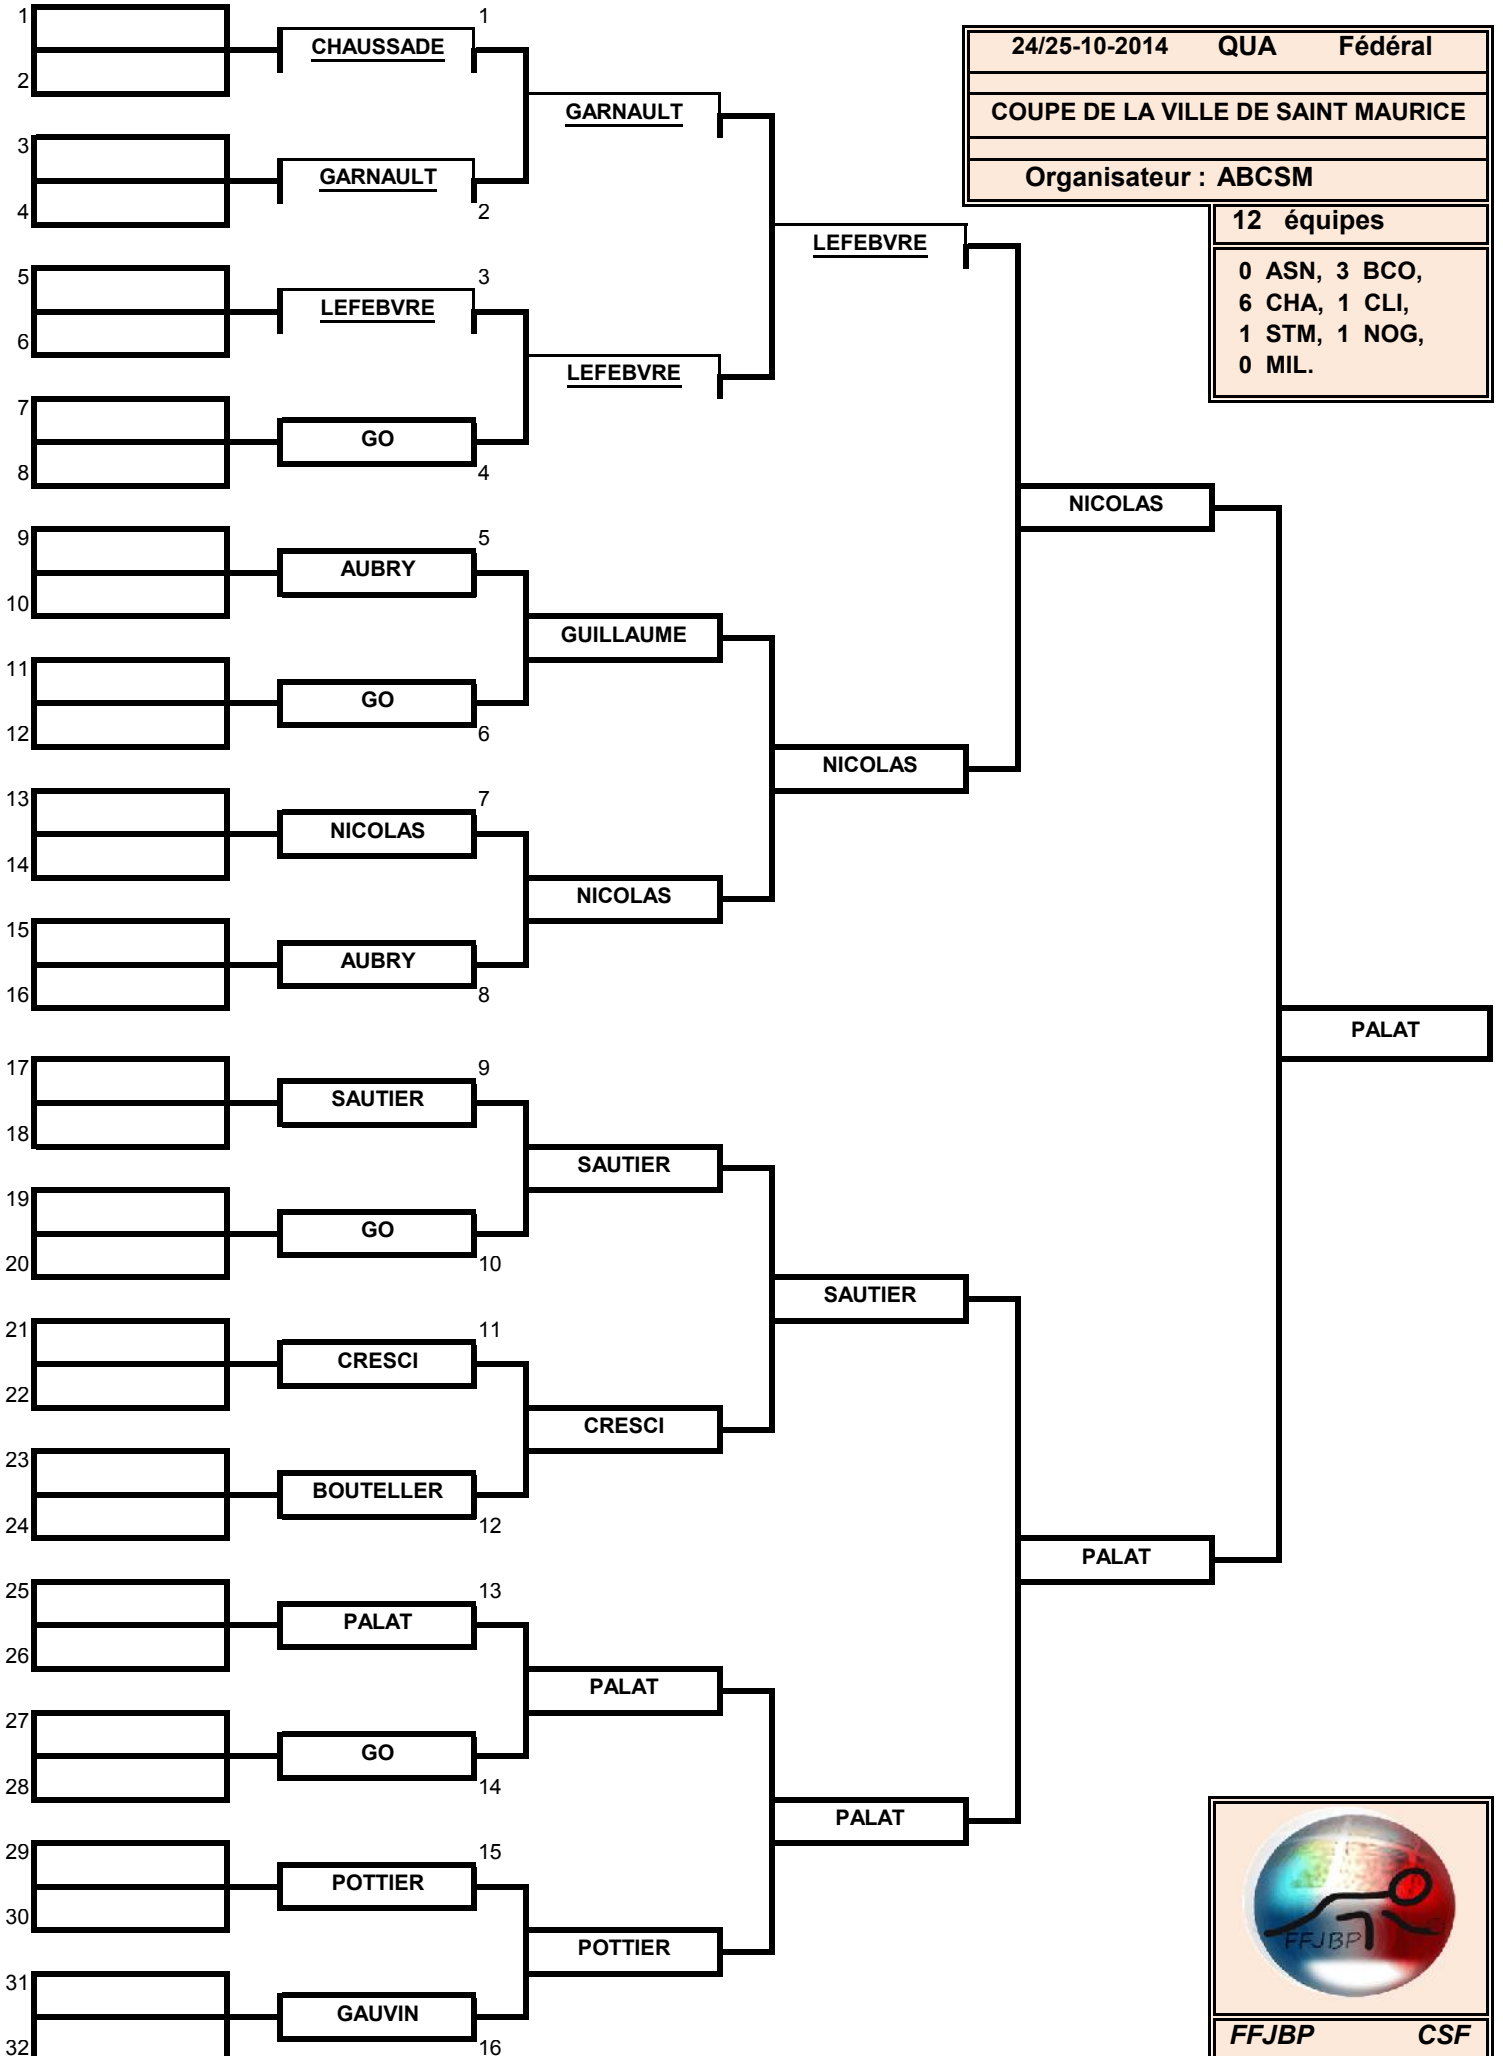 24/25-10-2014 QUA Fédéral
COUPE DE LA VILLE DE SAINT MAURICE
Organisateur : ABCSM
12 équipes
0 ASN, 3 BCO,
6 CHA, 1 CLI,
1 STM, 1 NOG,
0 MIL.
1
2
3
4
5
6
7
8
9
10
11
12
13
14
15
16
17
18
19
20
21
22
23
24
25
26
27
28
29
30
31
32
1
CHAUSSADE
GARNAULT
2
3
LEFEBVRE
GO
4
5
AUBRY
GO
6
7
NICOLAS
AUBRY
8
9
SAUTIER
GO
10
11
CRESCI
BOUTELLER
12
13
PALAT
GO
14
15
POTTIER
GAUVIN
16
GARNAULT
LEFEBVRE
GUILLAUME
NICOLAS
SAUTIER
CRESCI
PALAT
POTTIER
LEFEBVRE
NICOLAS
SAUTIER
PALAT
NICOLAS
PALAT
PALAT
FFJBP
FFJBP CSF